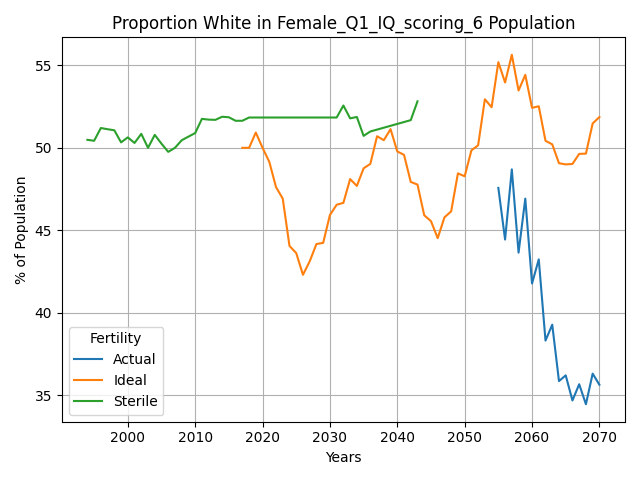 Proportion White in Female_Q1_IQ_scoring_6 Population
% of Population
55
50
45
40
35
Fertility
Actual
Ideal
Sterile
2000 2010 2020 2030 2040 2050 2060 2070
Years